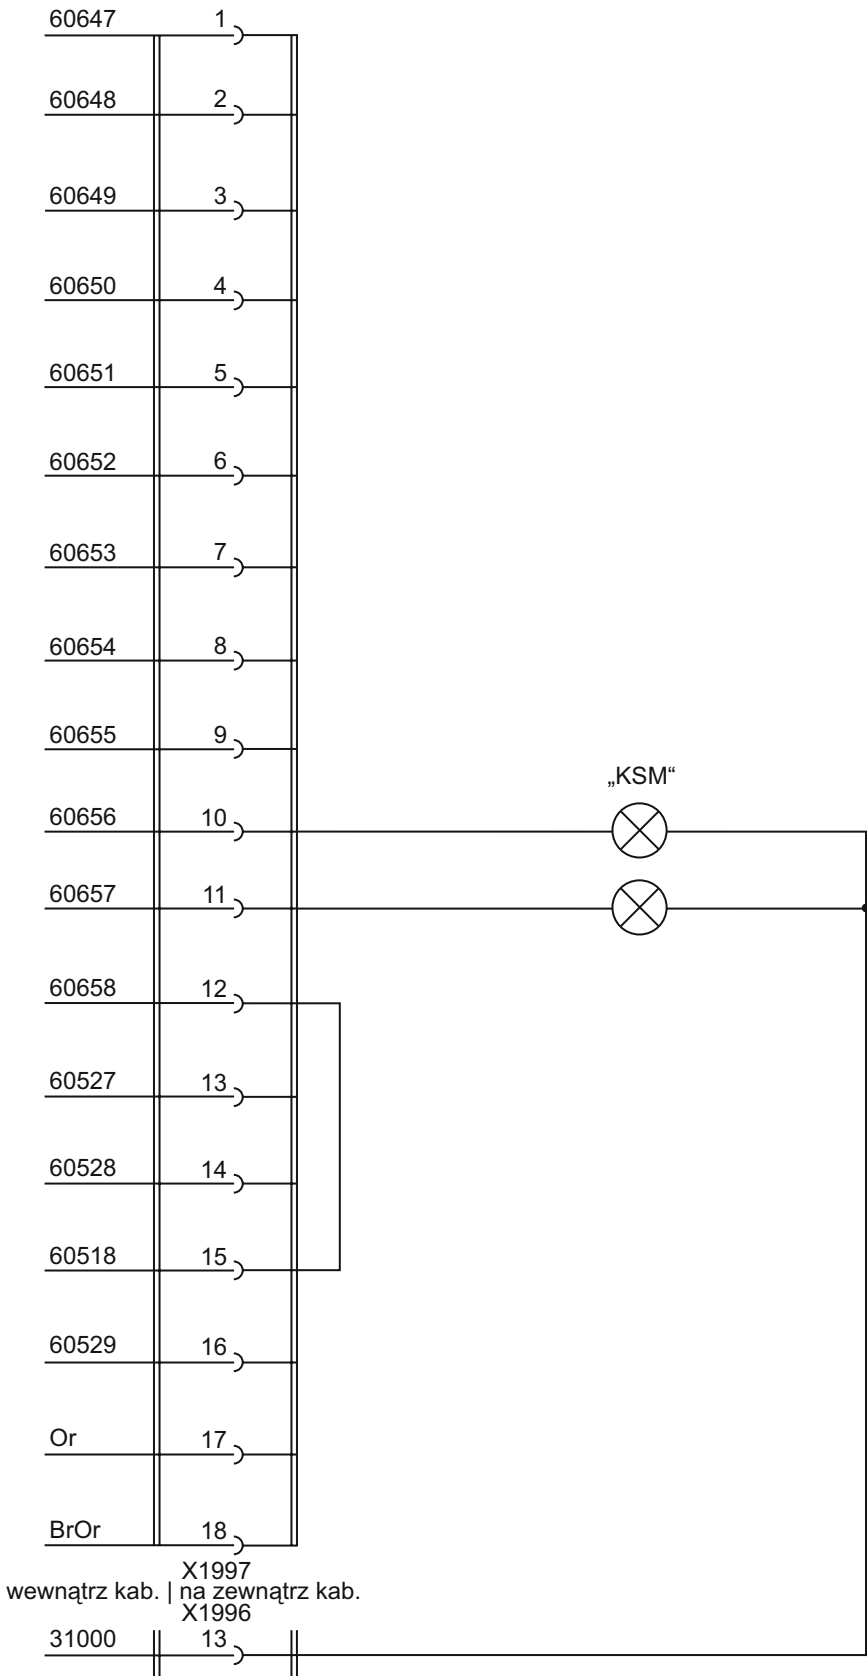 60647 1
60648 2
60649 3
60650 4
60651 5
60652 6
60653 7
60654 8
60655 9
„KSM“
60656 10
60657 11
60658 12
60527 13
60528 14
60518 15
60529 16
Or 17
BrOr 18
X1997
wewnątrz kab. | na zewnątrz kab.
X1996
31000 13